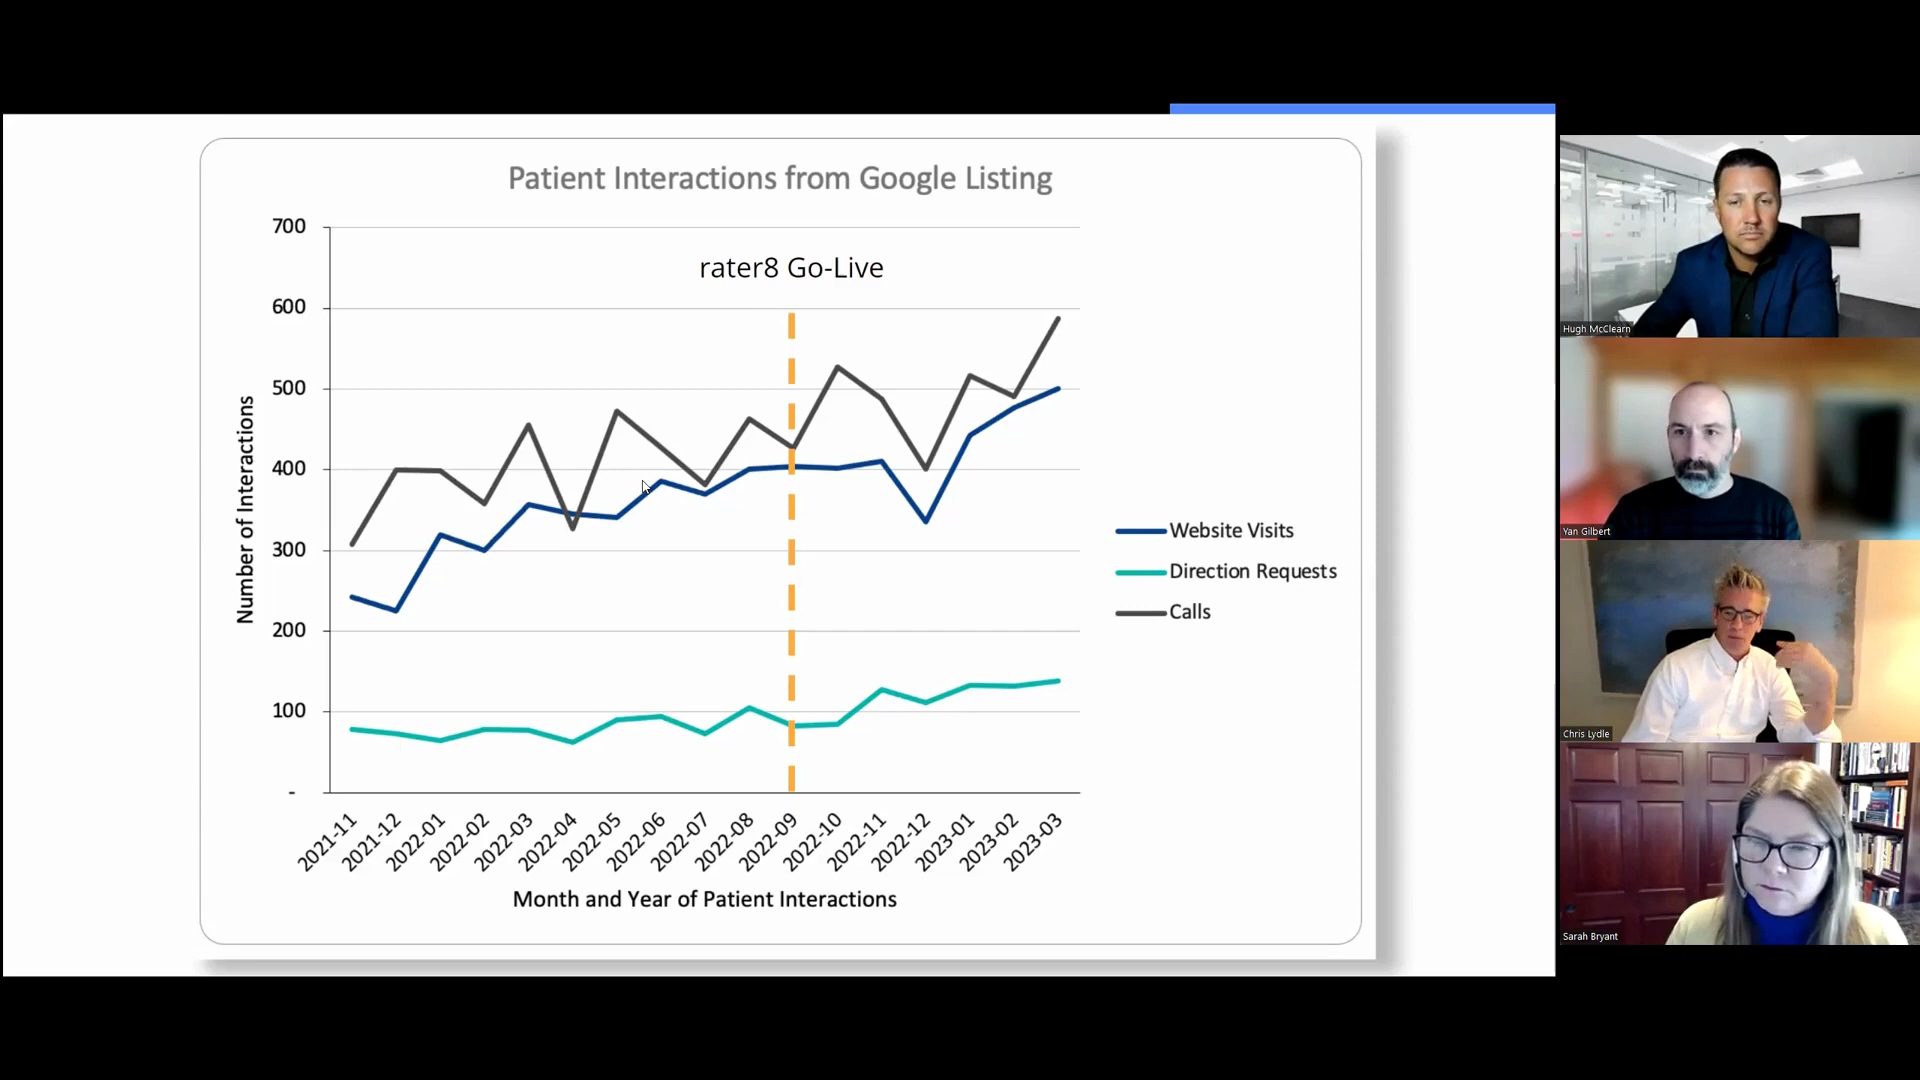 Patient Interactions from Google Listing
rater8 Go-Live
700
600
500
400
300
200
100
-
Number of Interactions
2021-11
2021-12
2022-01
2022-02
2022-03
2022-04
2022-05
2022-06
2022-07
2022-08
2022-09
2022-10
2022-11
2022-12
2023-01
2023-02
2023-03
Month and Year of Patient Interactions
Website Visits
Direction Requests
Calls
Hugh McClearn
Yan Gilbert
Chris Lydle
Sarah Bryant